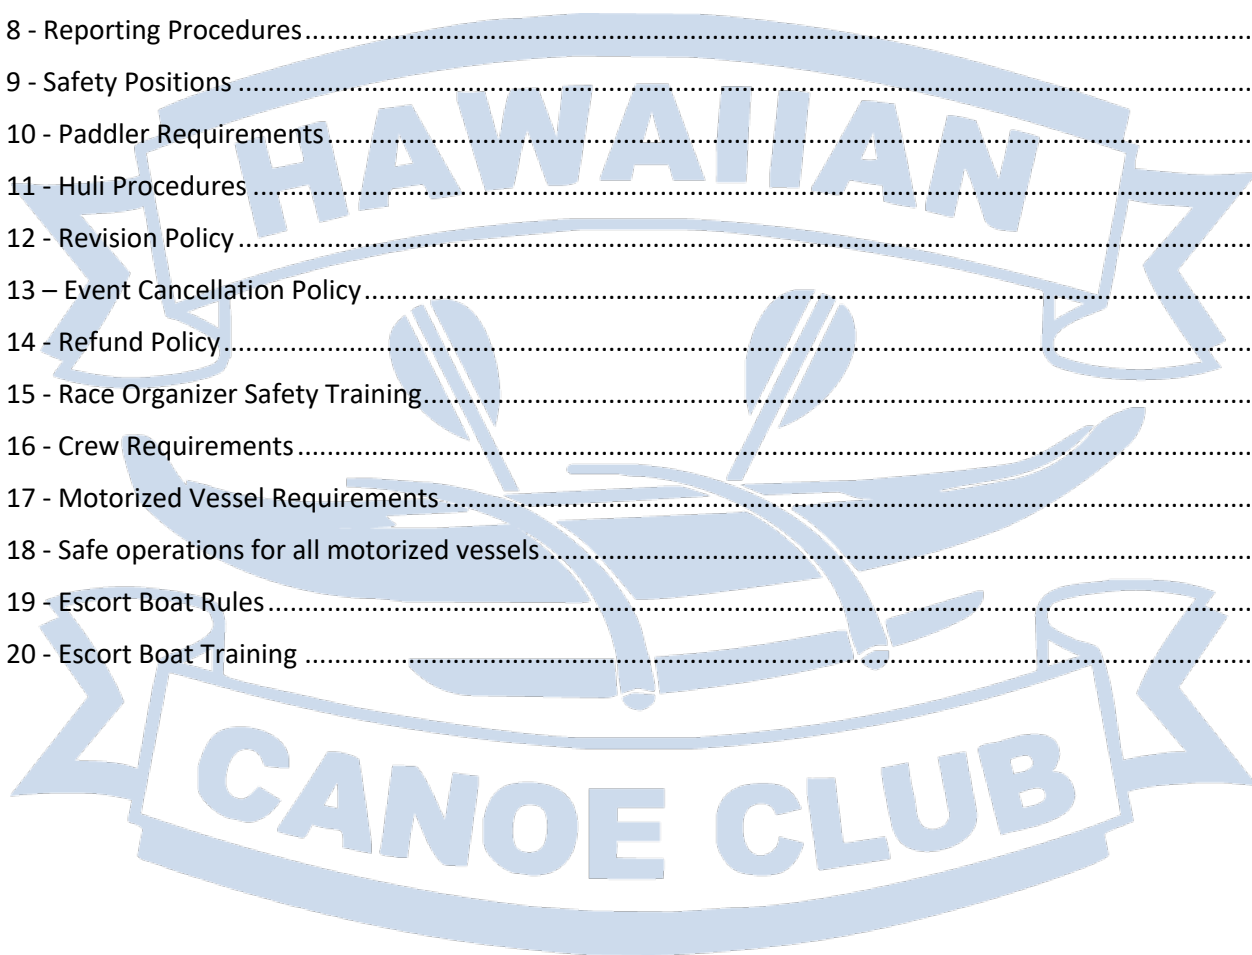 8 - Reporting Procedures................................................................................................................................
9 - Safety Positions ..........................................................................................................................................
10 - Paddler Requirements.............................................................................................................................
HAWAIIAN
11 - Huli Procedures ........................................................................................................................................
12 - Revision Policy ..........................................................................................................................................
13 – Event Cancellation Policy........................................................................................................................
14 - Refund Policy ............................................................................................................................................
15 - Race Organizer Safety Training...............................................................................................................
16 - Crew Requirements .................................................................................................................................
17 - Motorized Vessel Requirements .............................................................................................................
18 - Safe operations for all motorized vessels...............................................................................................
19 - Escort Boat Rules .....................................................................................................................................
20 - Escort Boat Training .................................................................................................................................
CANOE CLUB